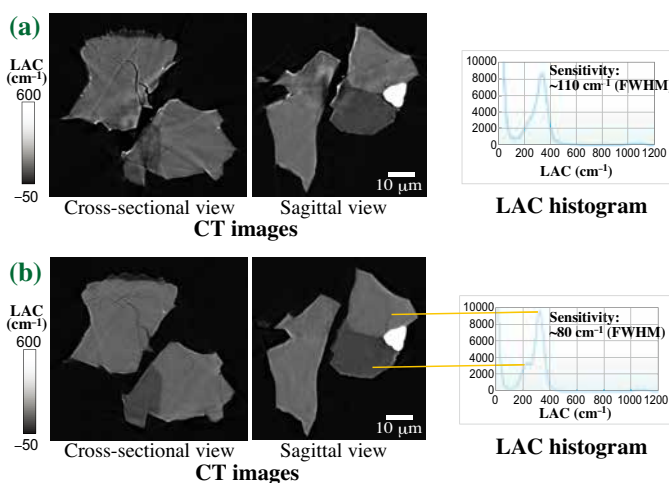 (a)
LAC
(cm⁻¹)
600
−50
10 µm
Cross-sectional view
Sagittal view
CT images
10000
8000
6000
4000
2000
0
Sensitivity:
~110 cm⁻¹ (FWHM)
0 200 400 600 800 1000 1200
LAC (cm⁻¹)
LAC histogram
(b)
LAC
(cm⁻¹)
600
−50
10 µm
Cross-sectional view
Sagittal view
CT images
10000
8000
6000
4000
2000
0
Sensitivity:
~80 cm⁻¹ (FWHM)
0 200 400 600 800 1000 1200
LAC (cm⁻¹)
LAC histogram